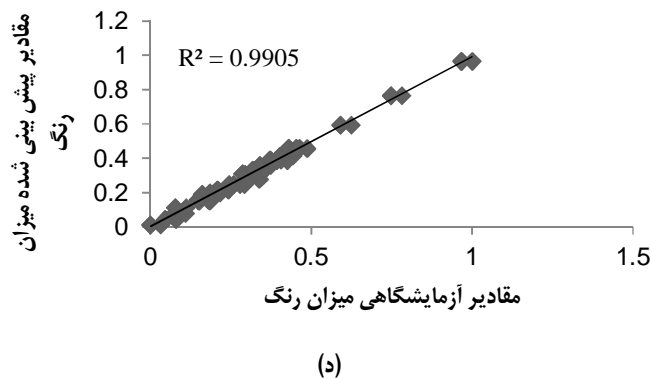 مقادیر پیش بینی شده میزان
رنگ
1.2
1
0.8
0.6
0.4
0.2
0
R² = 0.9905
0 0.5 1 1.5
مقادیر آزمایشگاهی میزان رنگ
(د)